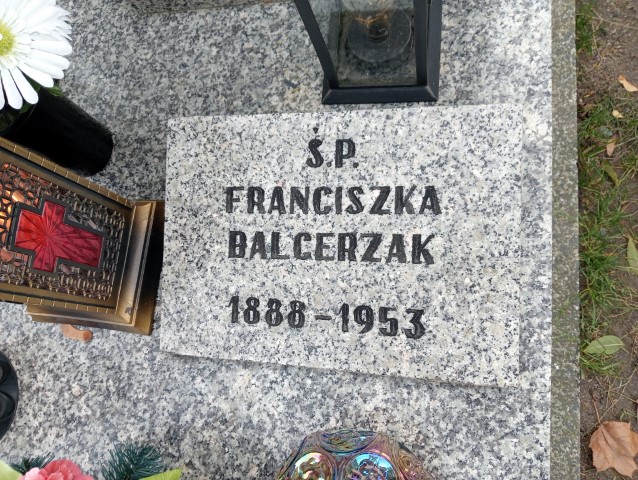 Ś.P.
FRANCISZKA
BALCERZAK
1888-1953